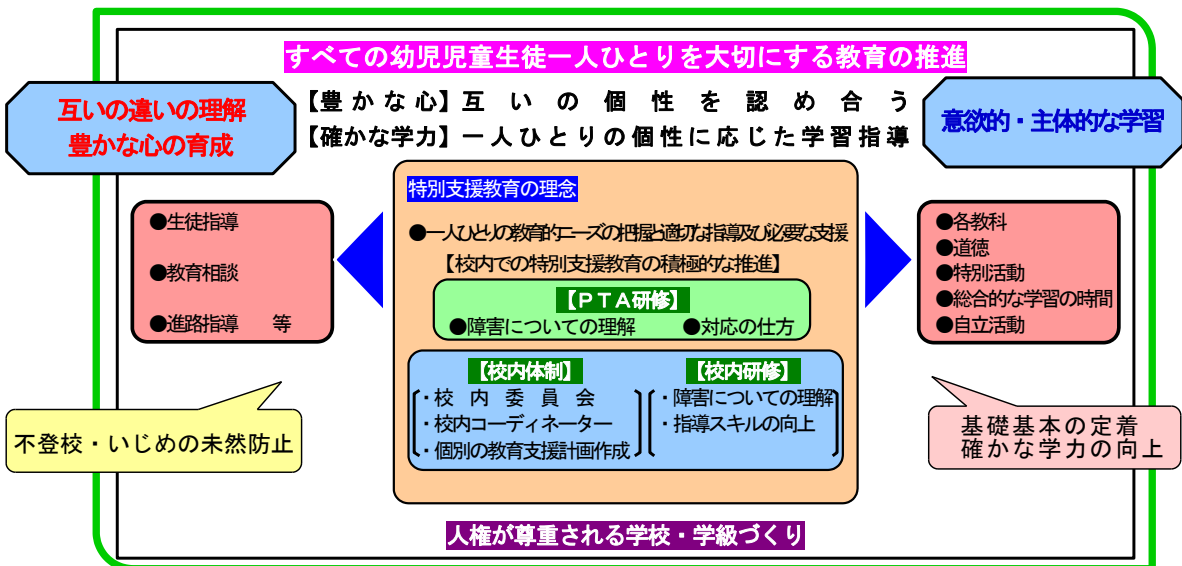 すべての幼児児童生徒一人ひとりを大切にする教育の推進
互いの違いの理解
豊かな心の育成
【豊かな心】互いの個性を認め合う
【確かな学力】一人ひとりの個性に応じた学習指導
意欲的・主体的な学習
●生徒指導
●教育相談
●進路指導　等
特別支援教育の理念
●一人ひとりの教育的ニーズの把握と適切な指導及び必要な支援
【校内での特別支援教育の積極的な推進】
【ＰＴＡ研修】
●障害についての理解　●対応の仕方
【校内体制】
・校内委員会
・校内コーディネーター
・個別の教育支援計画作成
【校内研修】
・障害についての理解
・指導スキルの向上
●各教科
●道徳
●特別活動
●総合的な学習の時間
●自立活動
不登校・いじめの未然防止
基礎基本の定着
確かな学力の向上
人権が尊重される学校・学級づくり